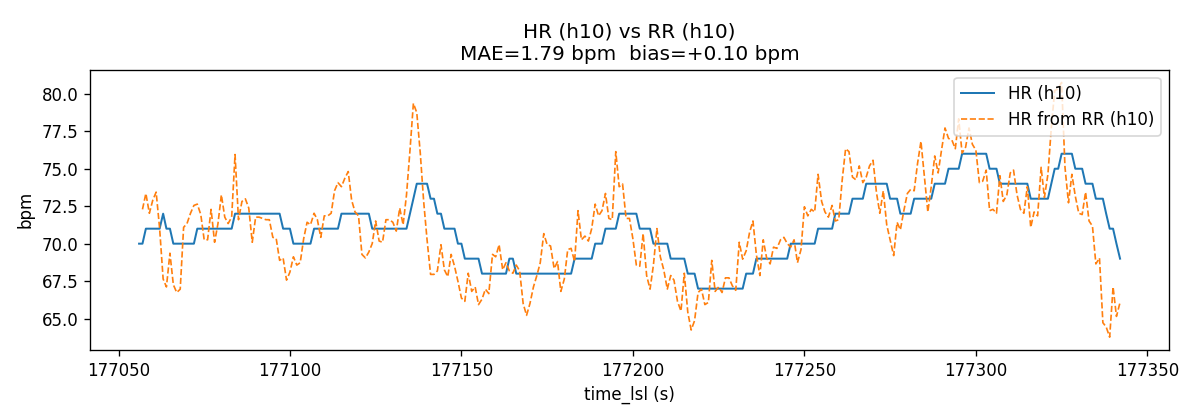 HR (h10) vs RR (h10)
MAE=1.79 bpm  bias=+0.10 bpm
HR (h10)
HR from RR (h10)
bpm
80.0
77.5
75.0
72.5
70.0
67.5
65.0
177050
177100
177150
177200
177250
177300
177350
time_lsl (s)